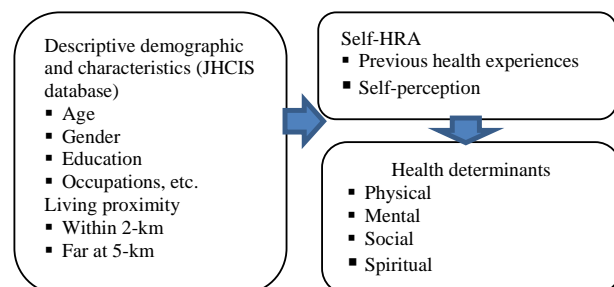 Descriptive demographic
and characteristics (JHCIS
database)
▪ Age
▪ Gender
▪ Education
▪ Occupations, etc.
Living proximity
▪ Within 2-km
▪ Far at 5-km
Self-HRA
▪ Previous health experiences
▪ Self-perception
Health determinants
▪ Physical
▪ Mental
▪ Social
▪ Spiritual